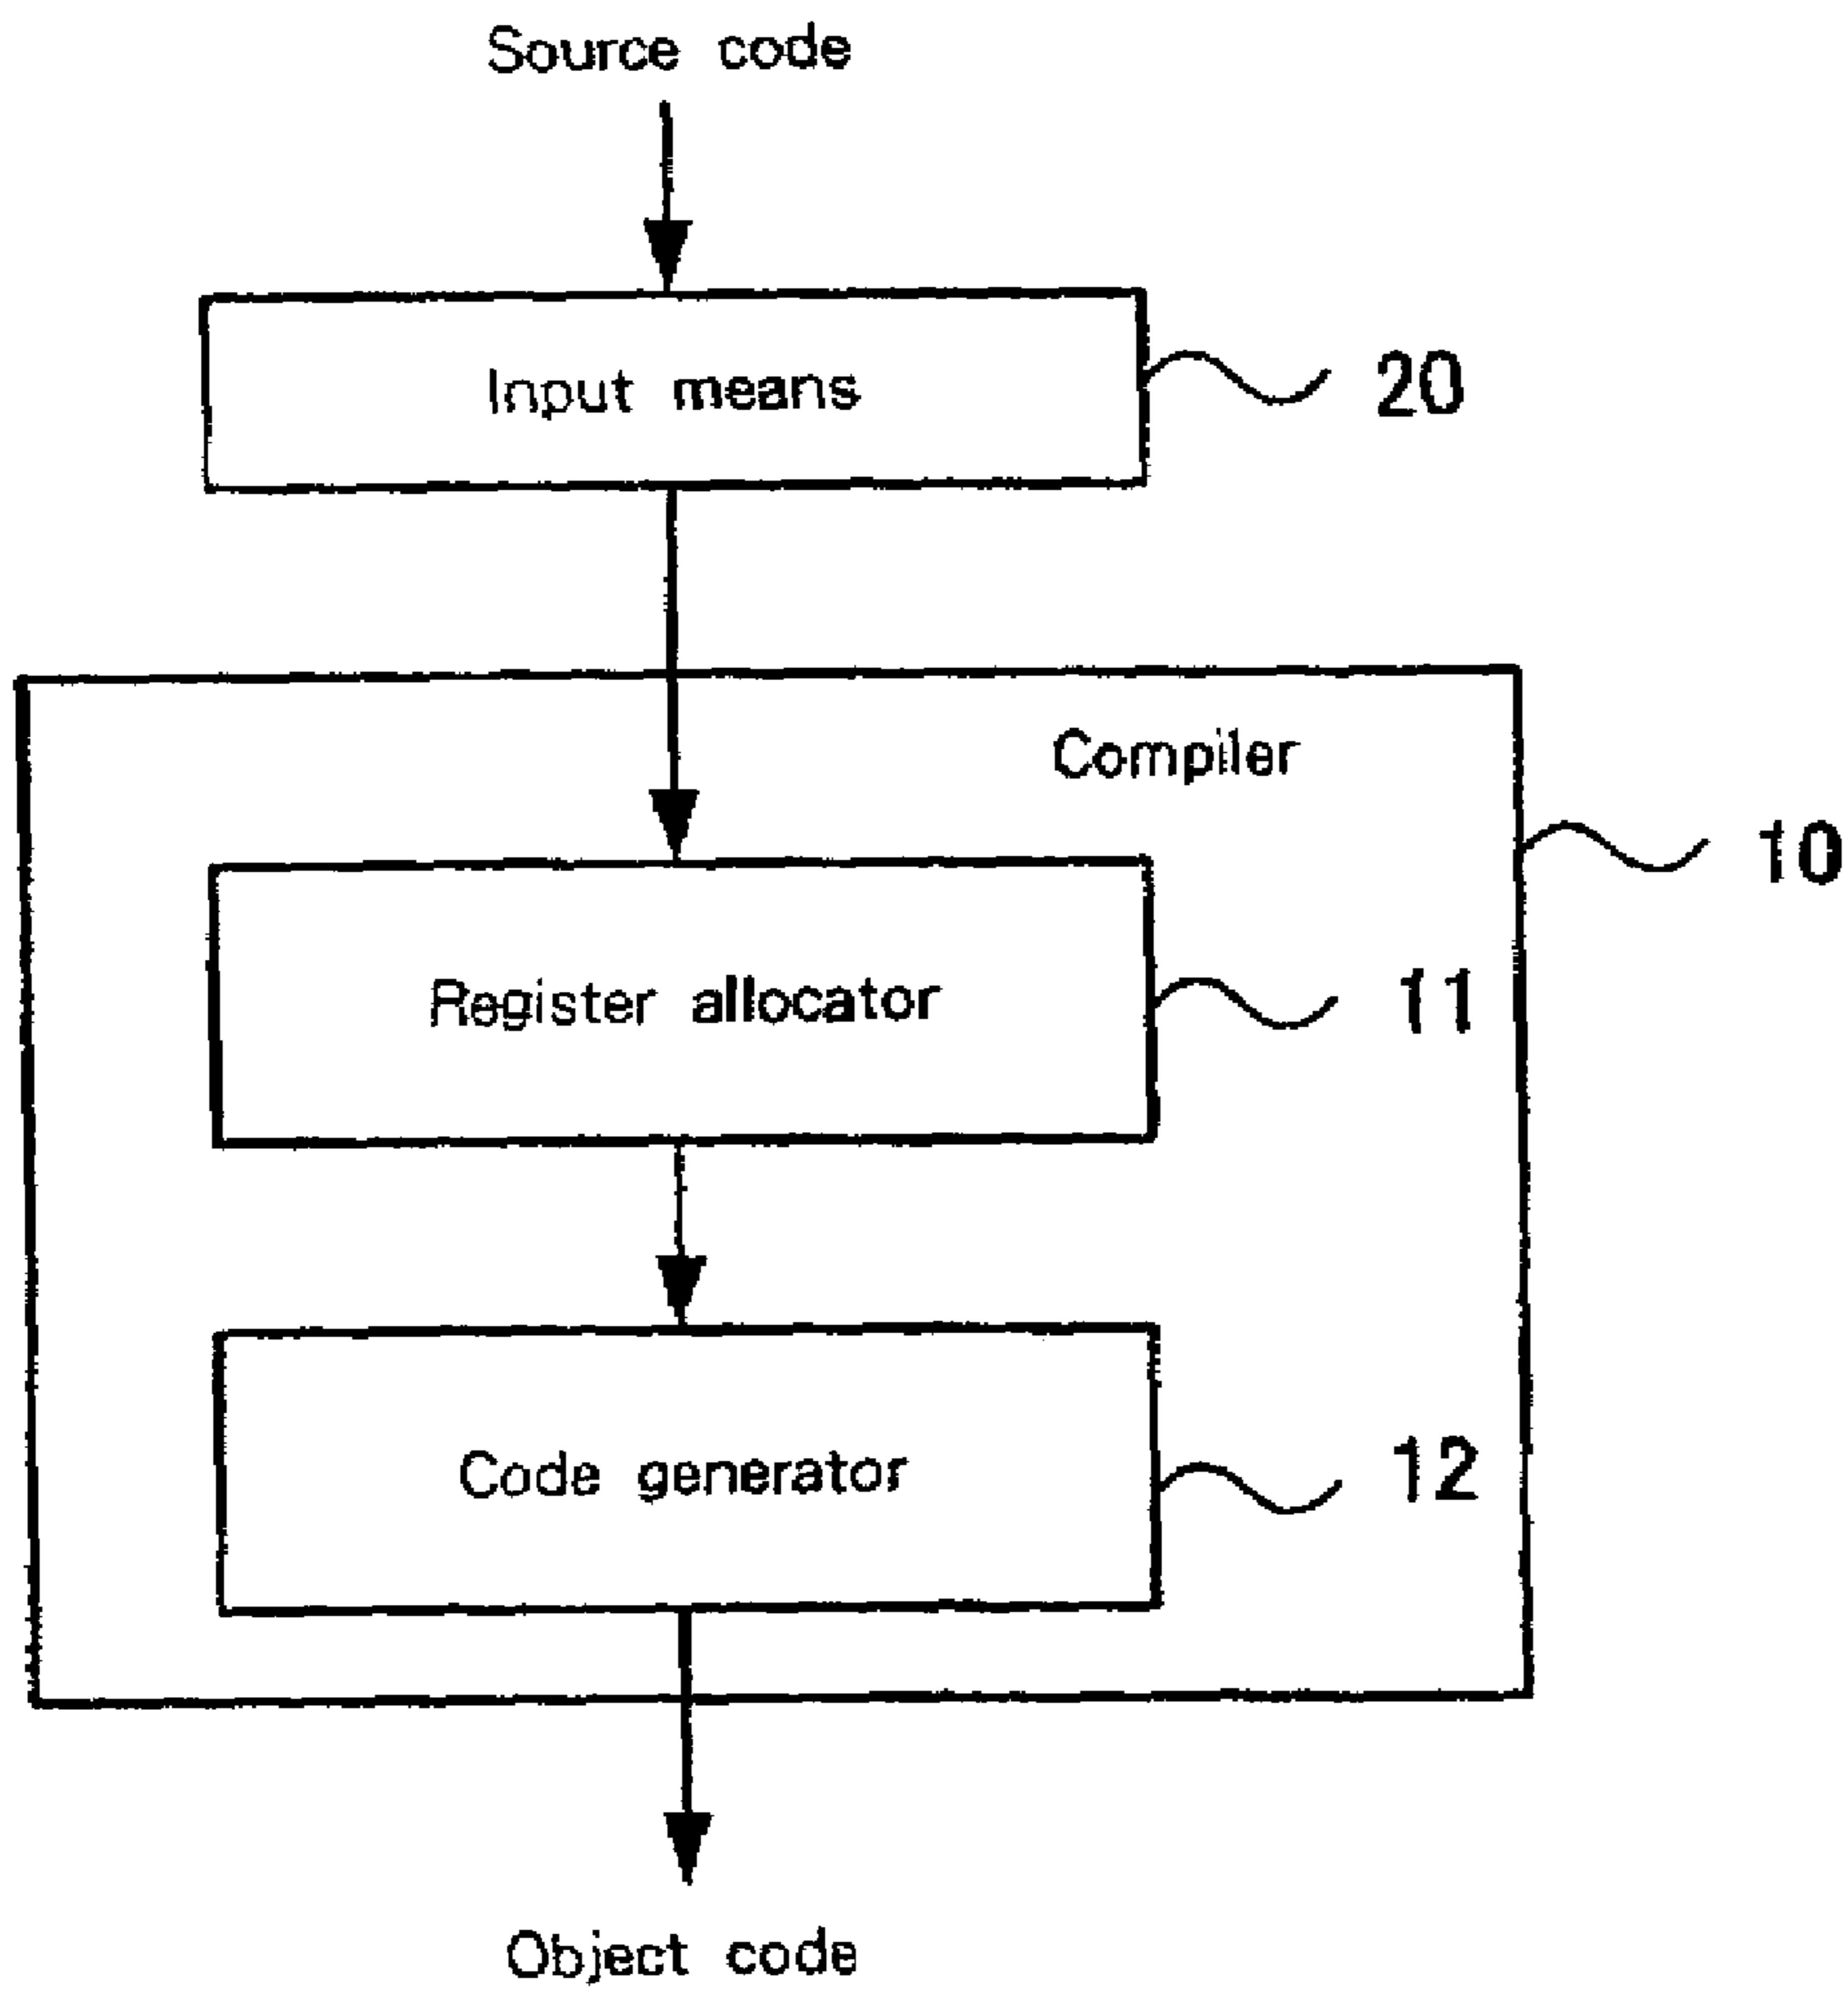 Source code
Input means
20
Compiler
10
Register allocator
11
Code generator
12
Object code